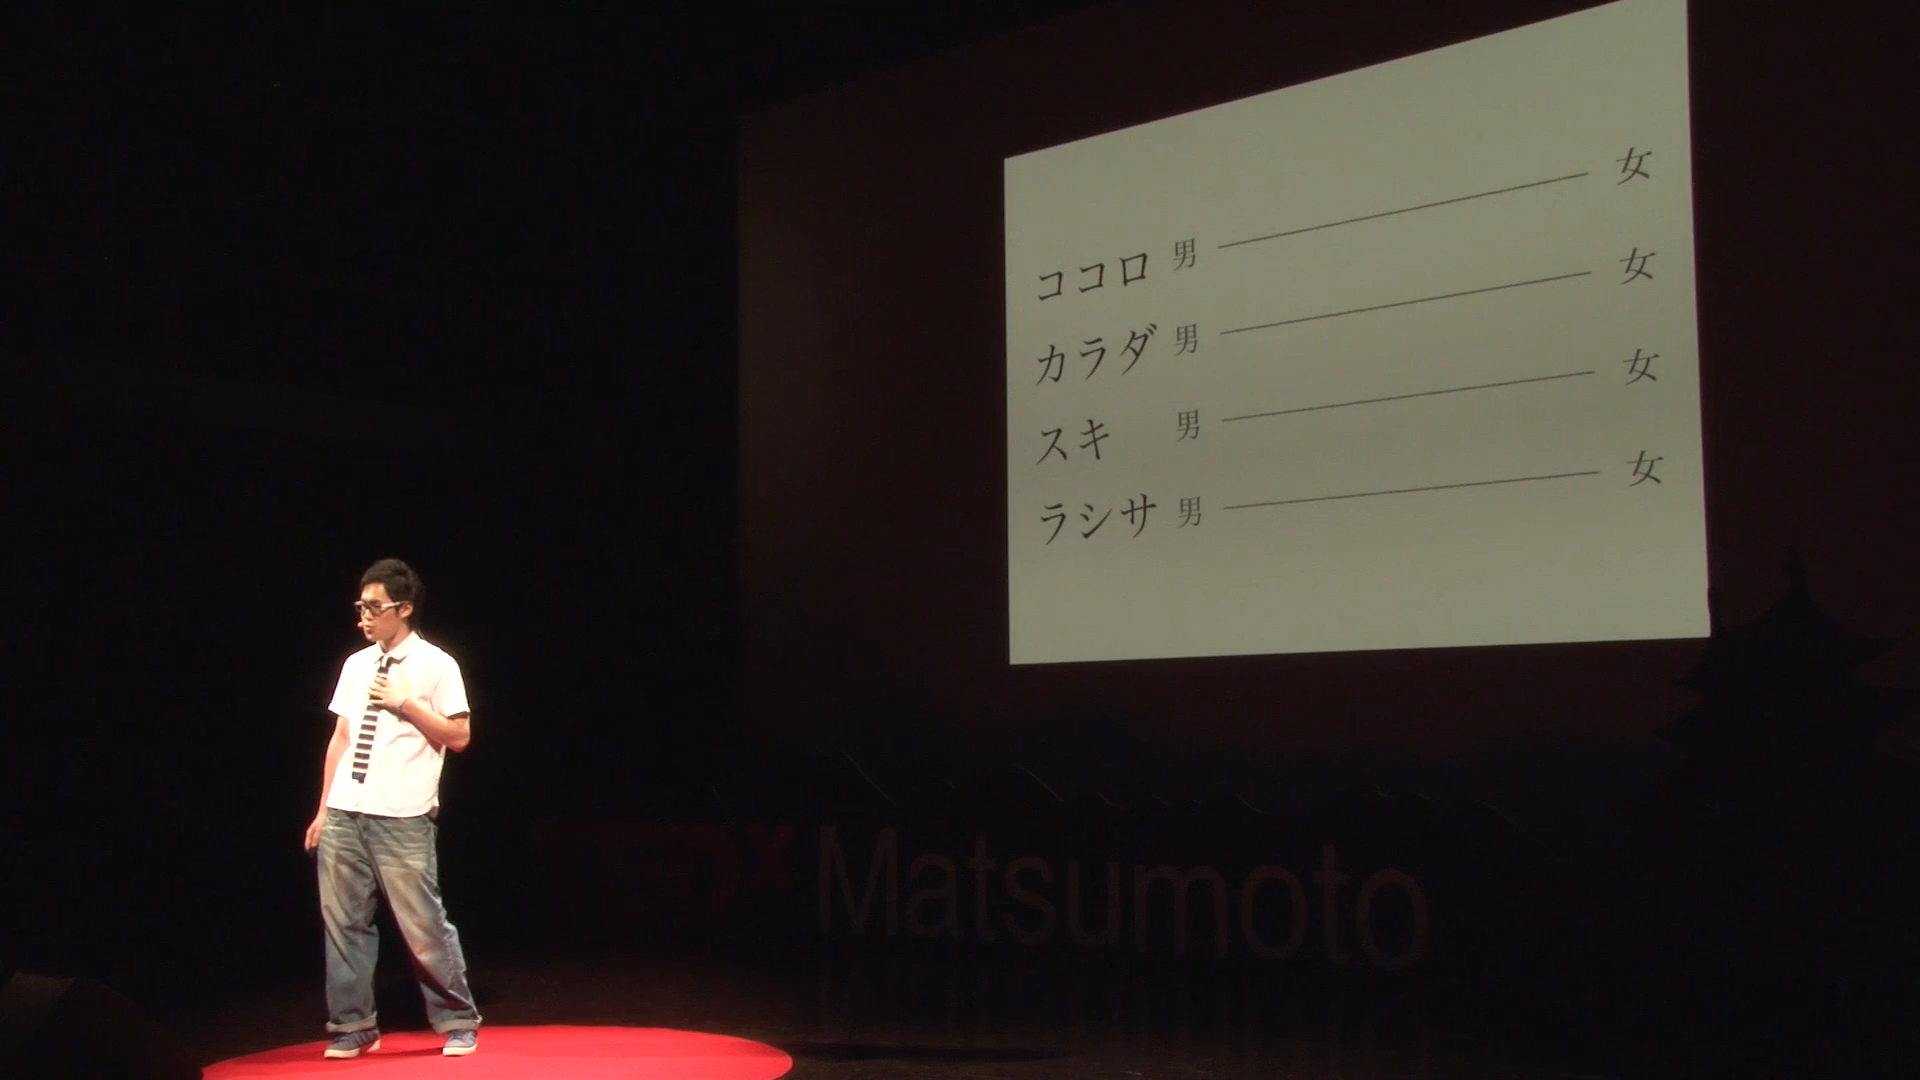 ココロ 男 女
カラダ 男 女
スキ 男 女
ラシサ 男 女
TEDx Matsumoto